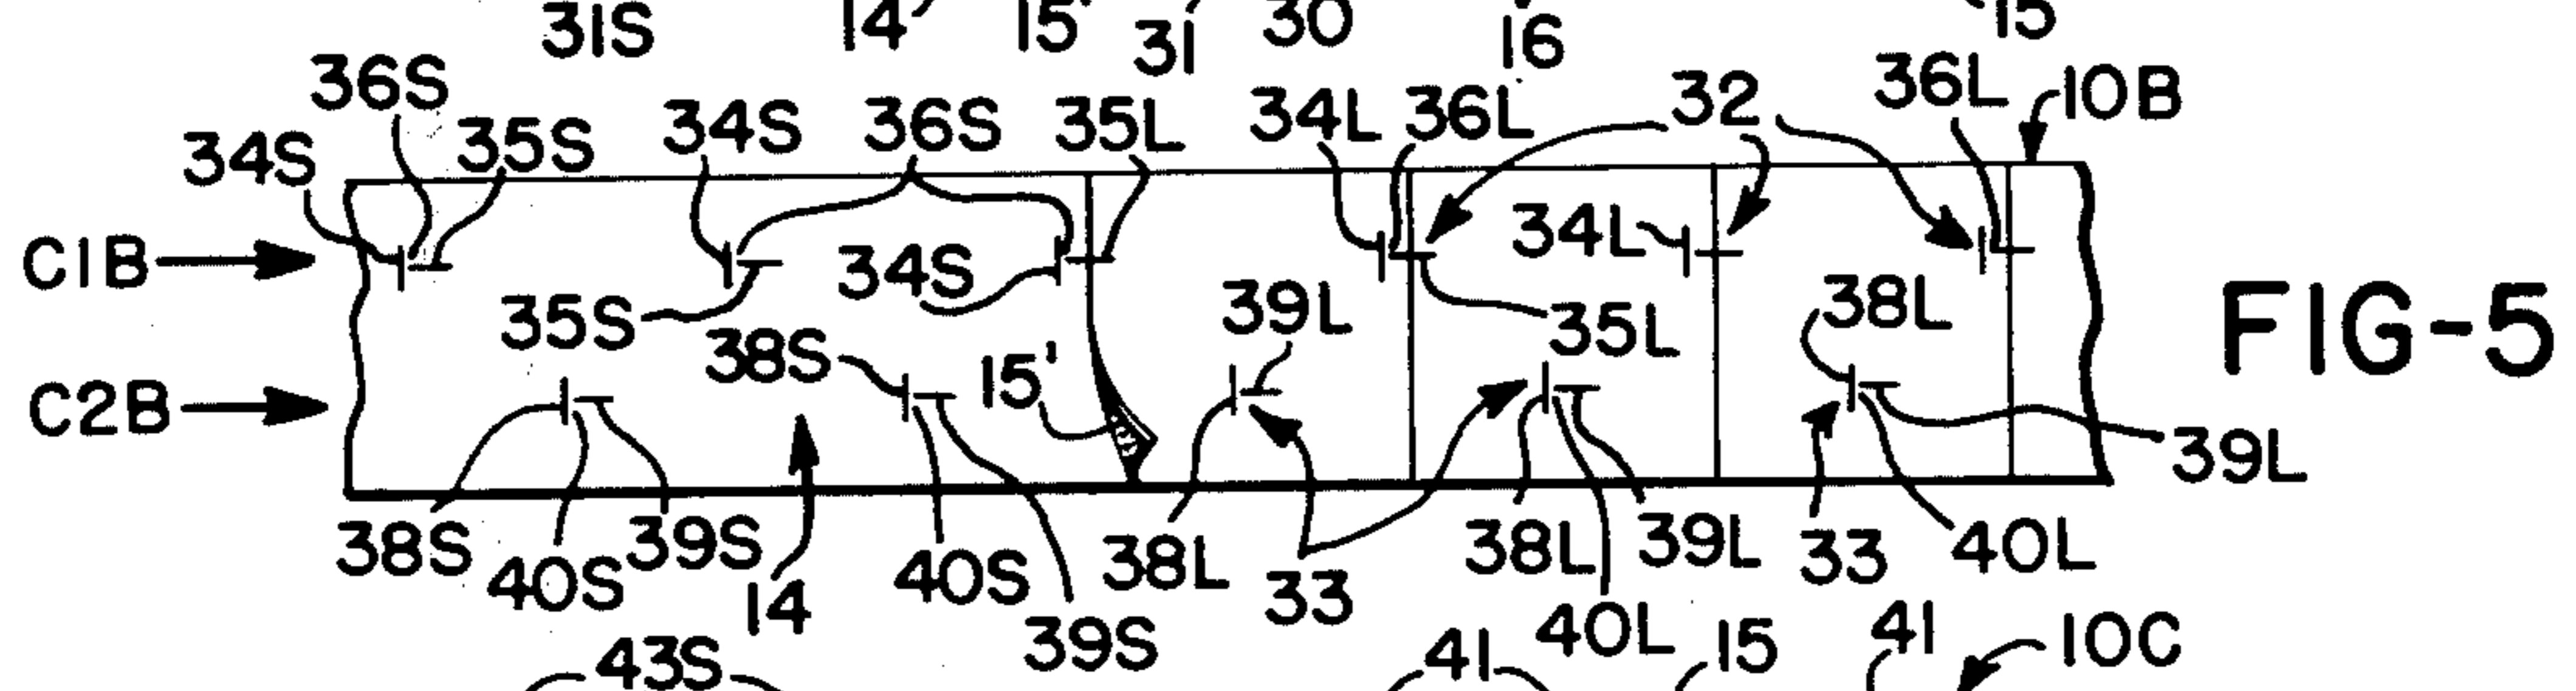 31S 14' 15' 31 30 16 15
36S 34S 35S 34S 36S 35L 34L 36L 32 36L 10B
C1B 35S 34S 34L 38L FIG-5
39L 35L
C2B 38S 15' 39L
38S 40S 39S 14 40S 39S 38L 33 38L 40L 39L 33 40L
43S 41 15 41 10C